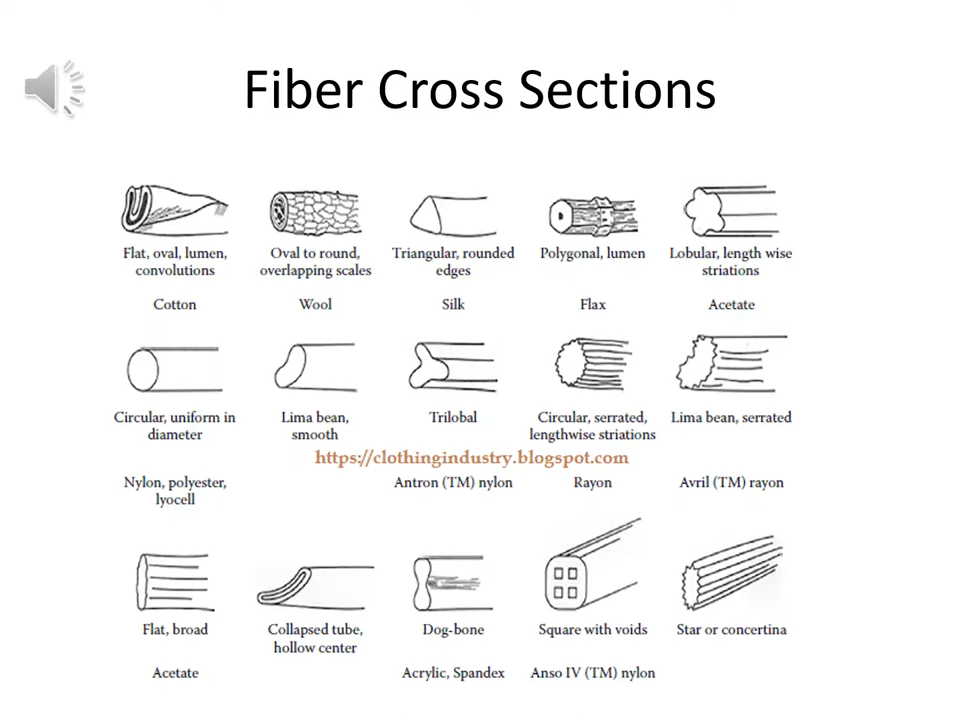 Fiber Cross Sections
Flat, oval, lumen,
convolutions
Oval to round,
overlapping scales
Triangular, rounded
edges
Polygonal, lumen
Lobular, length wise
striations
Cotton
Wool
Silk
Flax
Acetate
Circular, uniform in
diameter
Lima bean,
smooth
Trilobal
Circular, serrated,
lengthwise striations
Lima bean, serrated
https://clothingindustry.blogspot.com
Nylon, polyester,
lyocell
Antron (TM) nylon
Rayon
Avril (TM) rayon
Flat, broad
Collapsed tube,
hollow center
Dog-bone
Square with voids
Star or concertina
Acetate
Acrylic, Spandex
Anso IV (TM) nylon